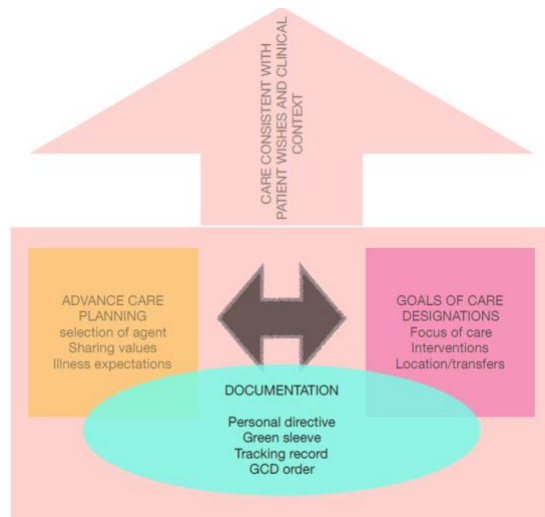 CARE CONSISTENT WITH
PATIENT WISHES AND CLINICAL
CONTEXT
ADVANCE CARE
PLANNING
selection of agent
Sharing values
Illness expectations
GOALS OF CARE
DESIGNATIONS
Focus of care
Interventions
Location/transfers
DOCUMENTATION
Personal directive
Green sleeve
Tracking record
GCD order